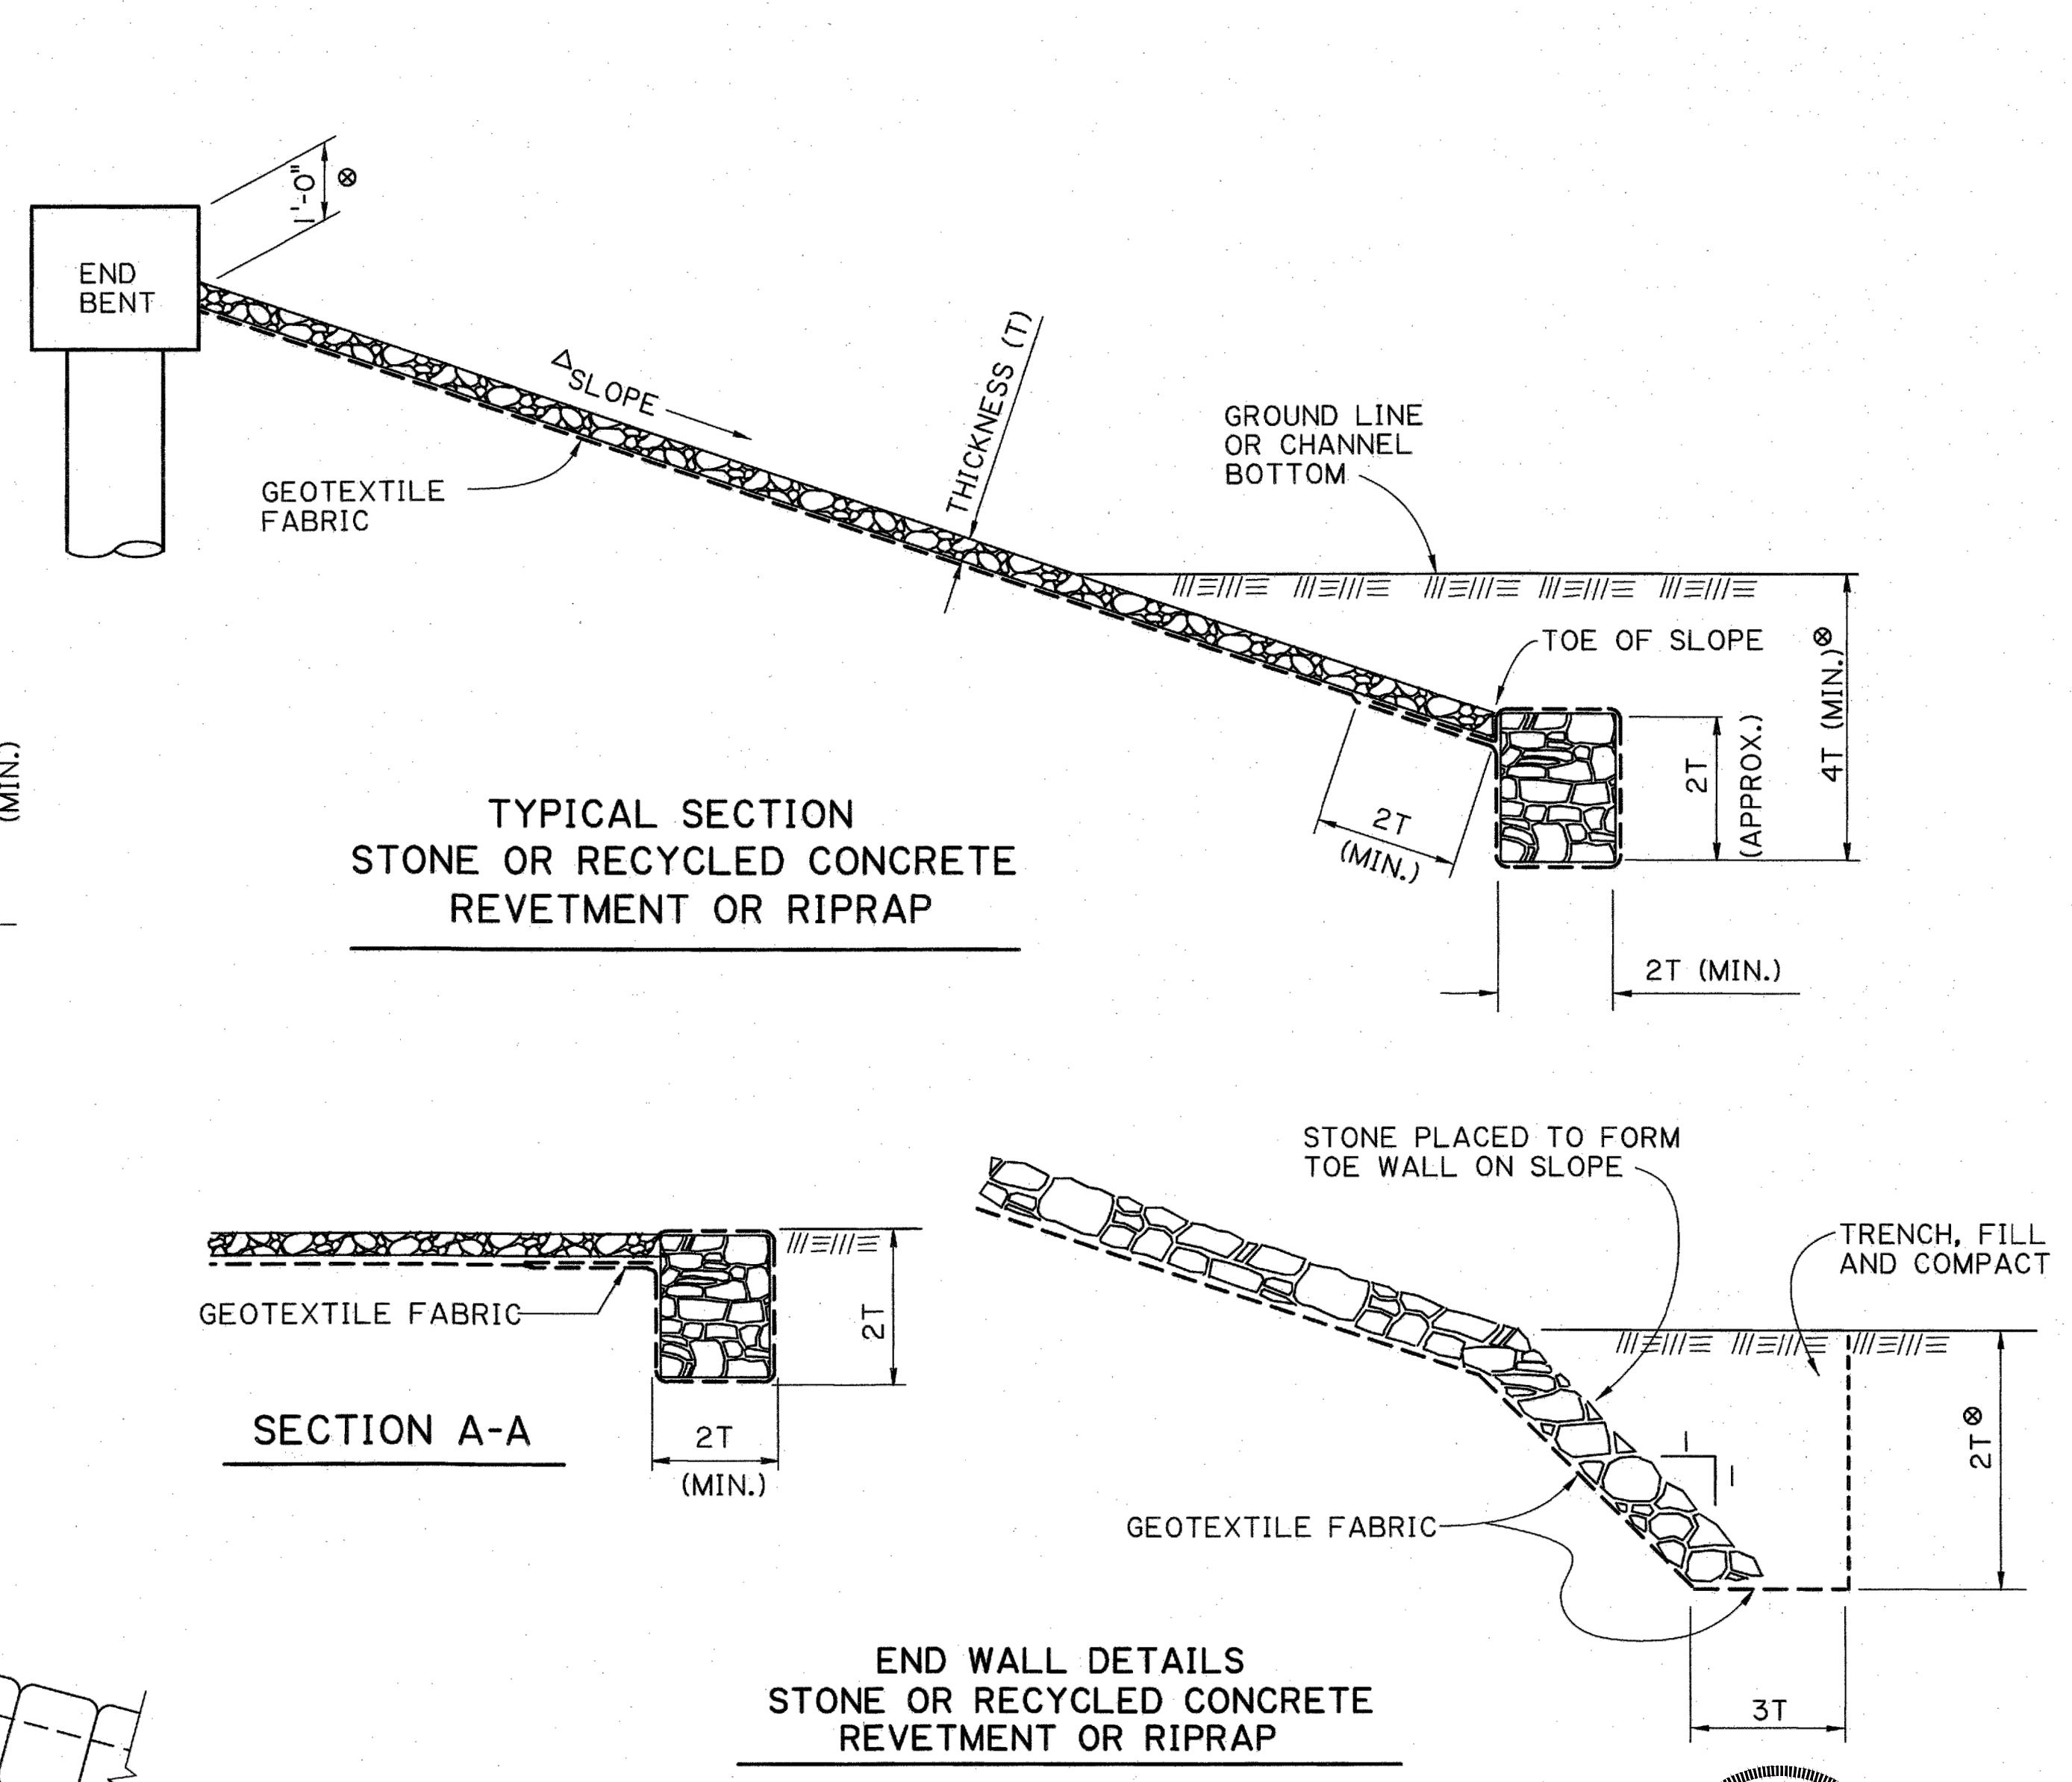 1'-0"
⊗
END
BENT
△
SLOPE
THICKNESS (T)
GEOTEXTILE
FABRIC
GROUND LINE
OR CHANNEL
BOTTOM
TOE OF SLOPE
2T
(MIN.)
2T
(APPROX.)
4T (MIN.)⊗
2T (MIN.)
(MIN.)
TYPICAL SECTION
STONE OR RECYCLED CONCRETE
REVETMENT OR RIPRAP
GEOTEXTILE FABRIC
2T
2T
(MIN.)
SECTION A-A
STONE PLACED TO FORM
TOE WALL ON SLOPE
TRENCH, FILL
AND COMPACT
1
1
2T⊗
GEOTEXTILE FABRIC
3T
END WALL DETAILS
STONE OR RECYCLED CONCRETE
REVETMENT OR RIPRAP